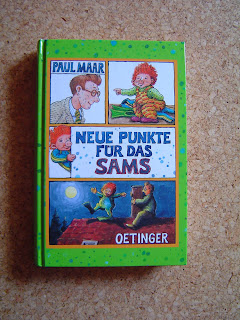 PAUL MAAR
NEUE PUNKTE
FÜR DAS
SAMS
OETINGER